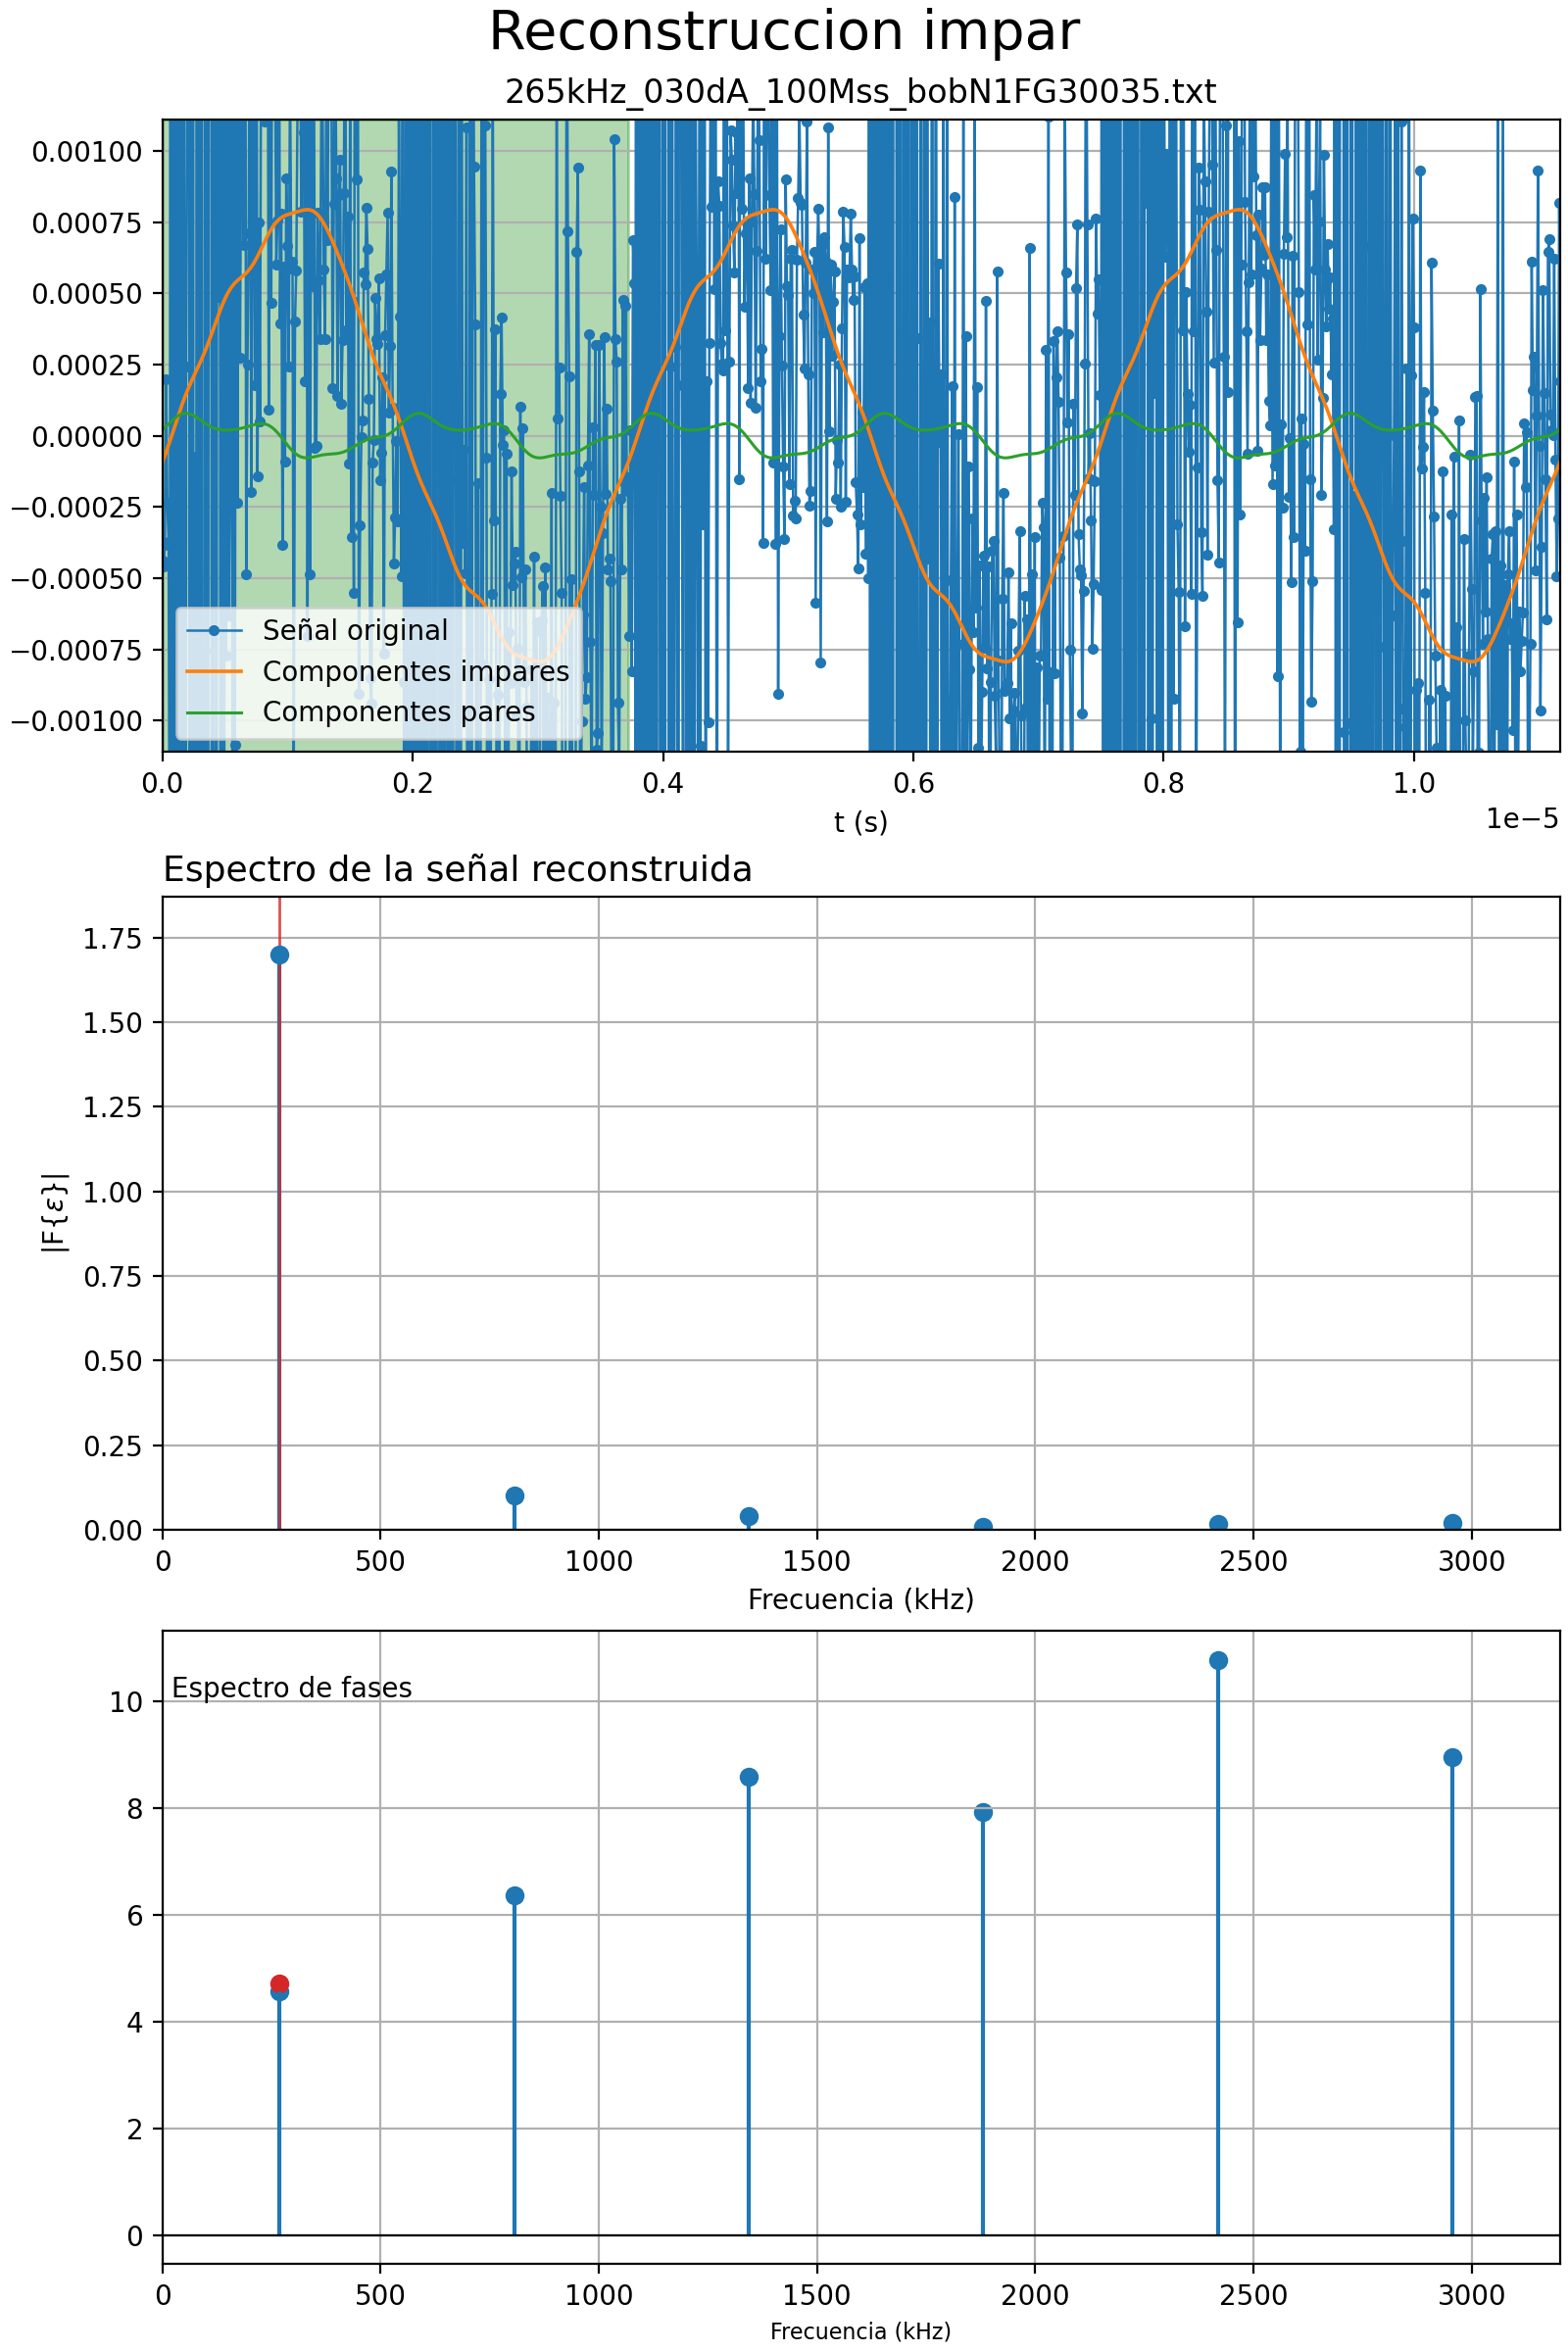 Reconstruccion impar
265kHz_030dA_100Mss_bobN1FG30035.txt
0.00100
0.00075
0.00050
0.00025
0.00000
−0.00025
−0.00050
−0.00075
−0.00100
Señal original
Componentes impares
Componentes pares
0.0 0.2 0.4 0.6 0.8 1.0
1e−5
t (s)
Espectro de la señal reconstruida
1.75
1.50
1.25
1.00
0.75
0.50
0.25
0.00
|F{ε}|
0 500 1000 1500 2000 2500 3000
Frecuencia (kHz)
Espectro de fases
10
8
6
4
2
0
0 500 1000 1500 2000 2500 3000
Frecuencia (kHz)